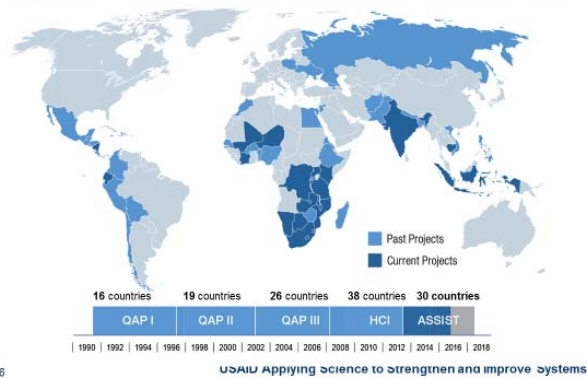 Past Projects
Current Projects
16 countries 19 countries 26 countries 38 countries 30 countries
QAP I QAP II QAP III HCI ASSIST
| 1990 | 1992 | 1994 | 1996 | 1998 | 2000 | 2002 | 2004 | 2006 | 2008 | 2010 | 2012 | 2014 | 2016 | 2018
6 USAID Applying Science to Strengthen and Improve Systems